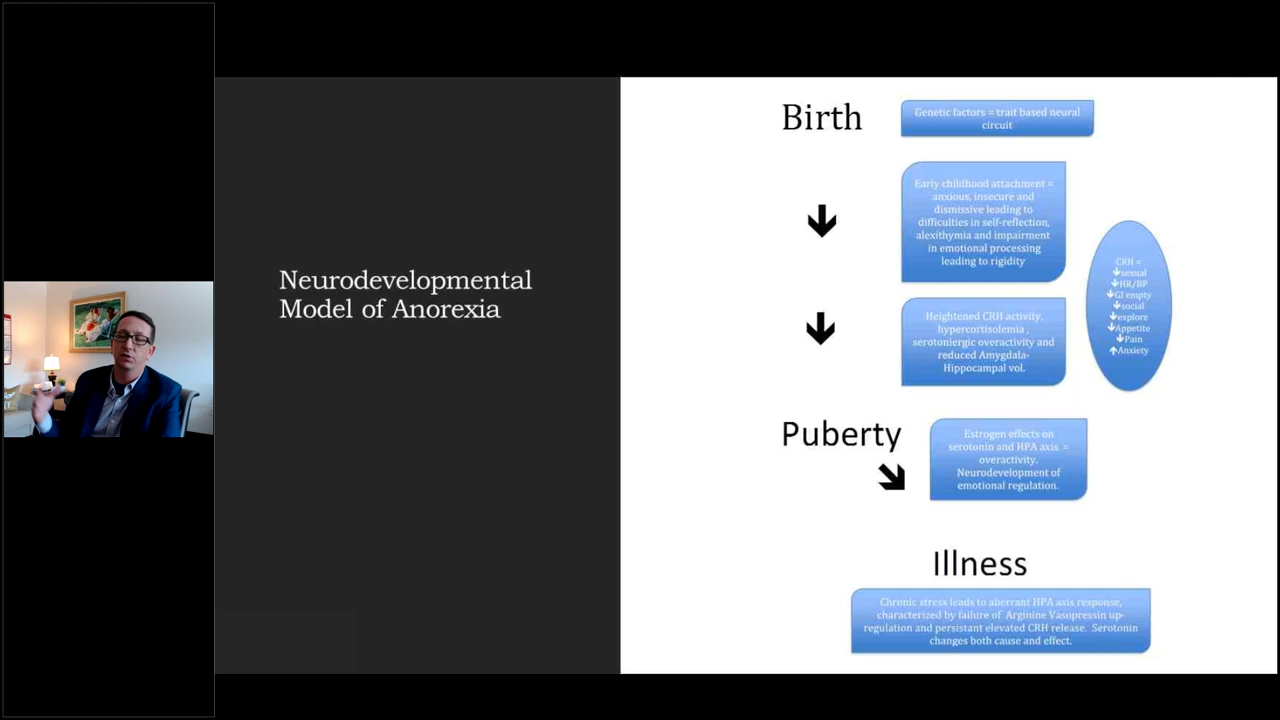 Neurodevelopmental
Model of Anorexia
Birth
Genetic factors = trait based neural
circuit
Early childhood attachment =
anxious, insecure and
dismissive leading to
difficulties in self-reflection,
alexithymia and impairment
in emotional processing
leading to rigidity
Heightened CRH activity,
hypercortisolemia ,
serotoniergic overactivity and
reduced Amygdala-
Hippocampal vol.
CRH =
🡻sexual
🡻HR/BP
🡻GI empty
🡻social
🡻explore
🡻Appetite
🡻Pain
🡹Anxiety
Puberty
Estrogen effects on
serotonin and HPA axis. =
overactivity.
Neurodevelopment of
emotional regulation.
Illness
Chronic stress leads to aberrant HPA axis response,
characterized by failure of Arginine Vasopressin up-
regulation and persistant elevated CRH release. Serotonin
changes both cause and effect.